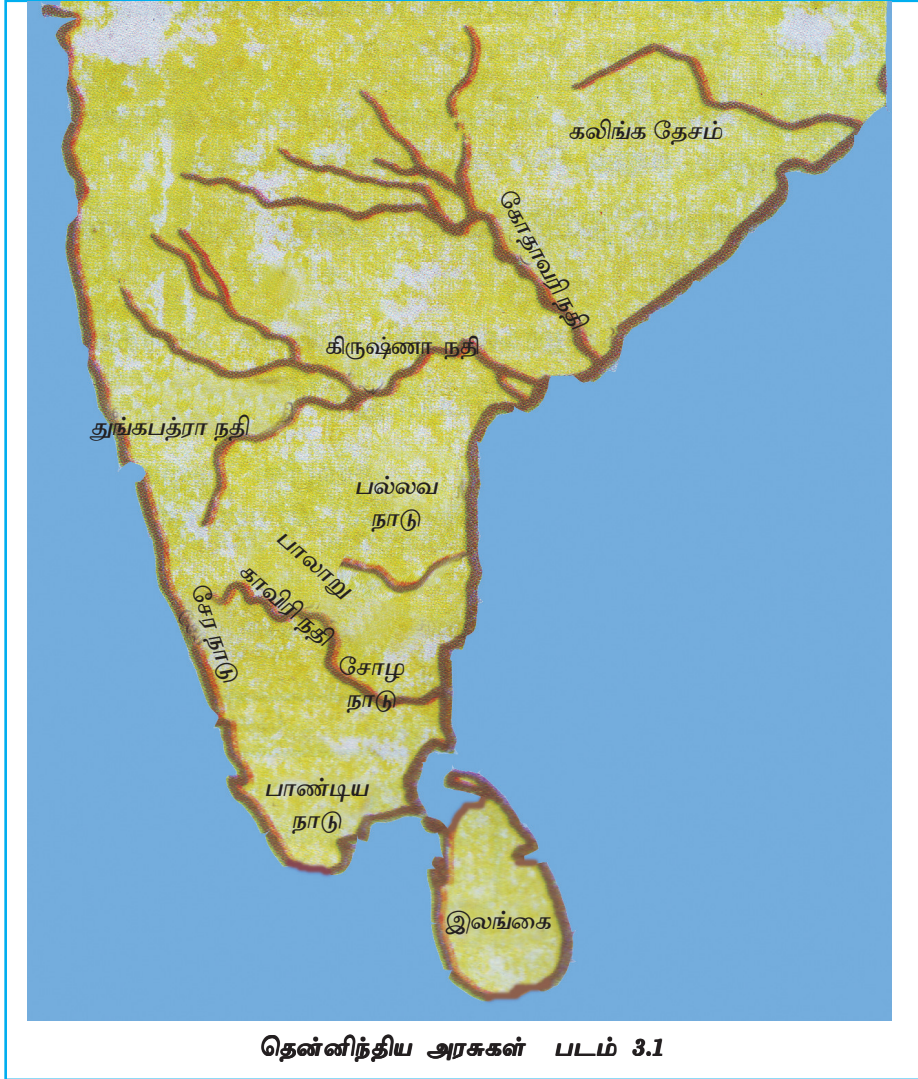 கலிங்க தேசம்
கோதாவரி நதி
கிருஷ்ணா நதி
துங்கபத்ரா நதி
பல்லவ
நாடு
பாலாறு
காவிரி நதி
சேர நாடு
சோழ
நாடு
பாண்டிய
நாடு
இலங்கை
தென்னிந்திய அரசுகள் படம் 3.1